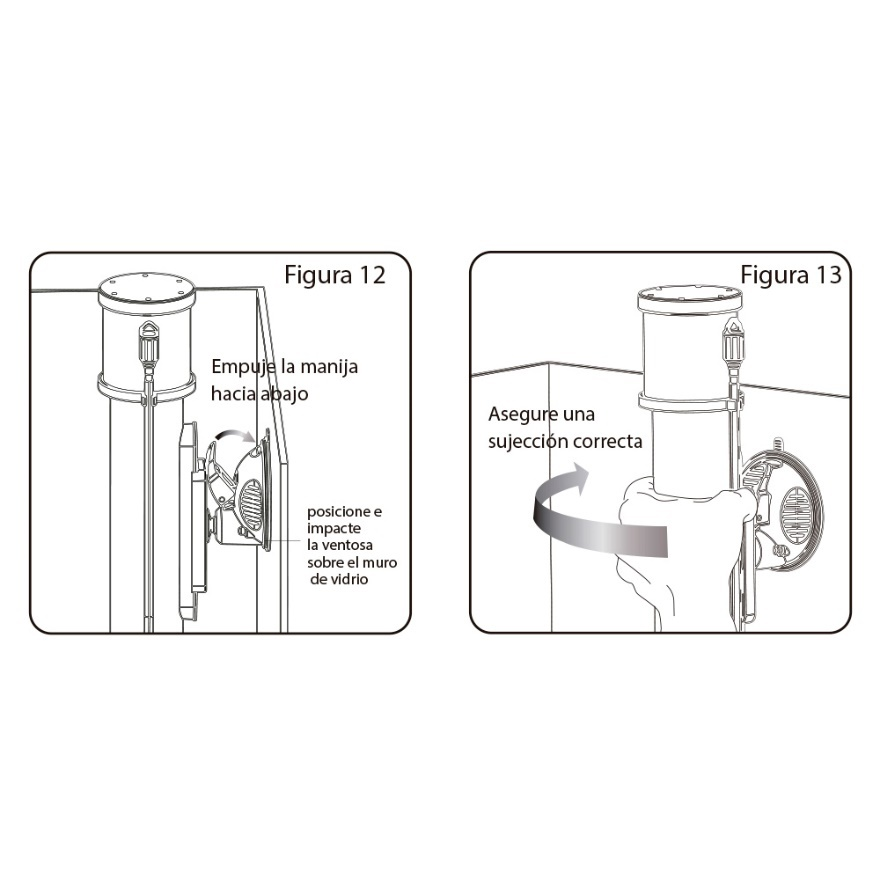 Figura 12
Empuje la manija
hacia abajo
posicione e
impacte
la ventosa
sobre el muro
de vidrio
Figura 13
Asegure una
sujección correcta